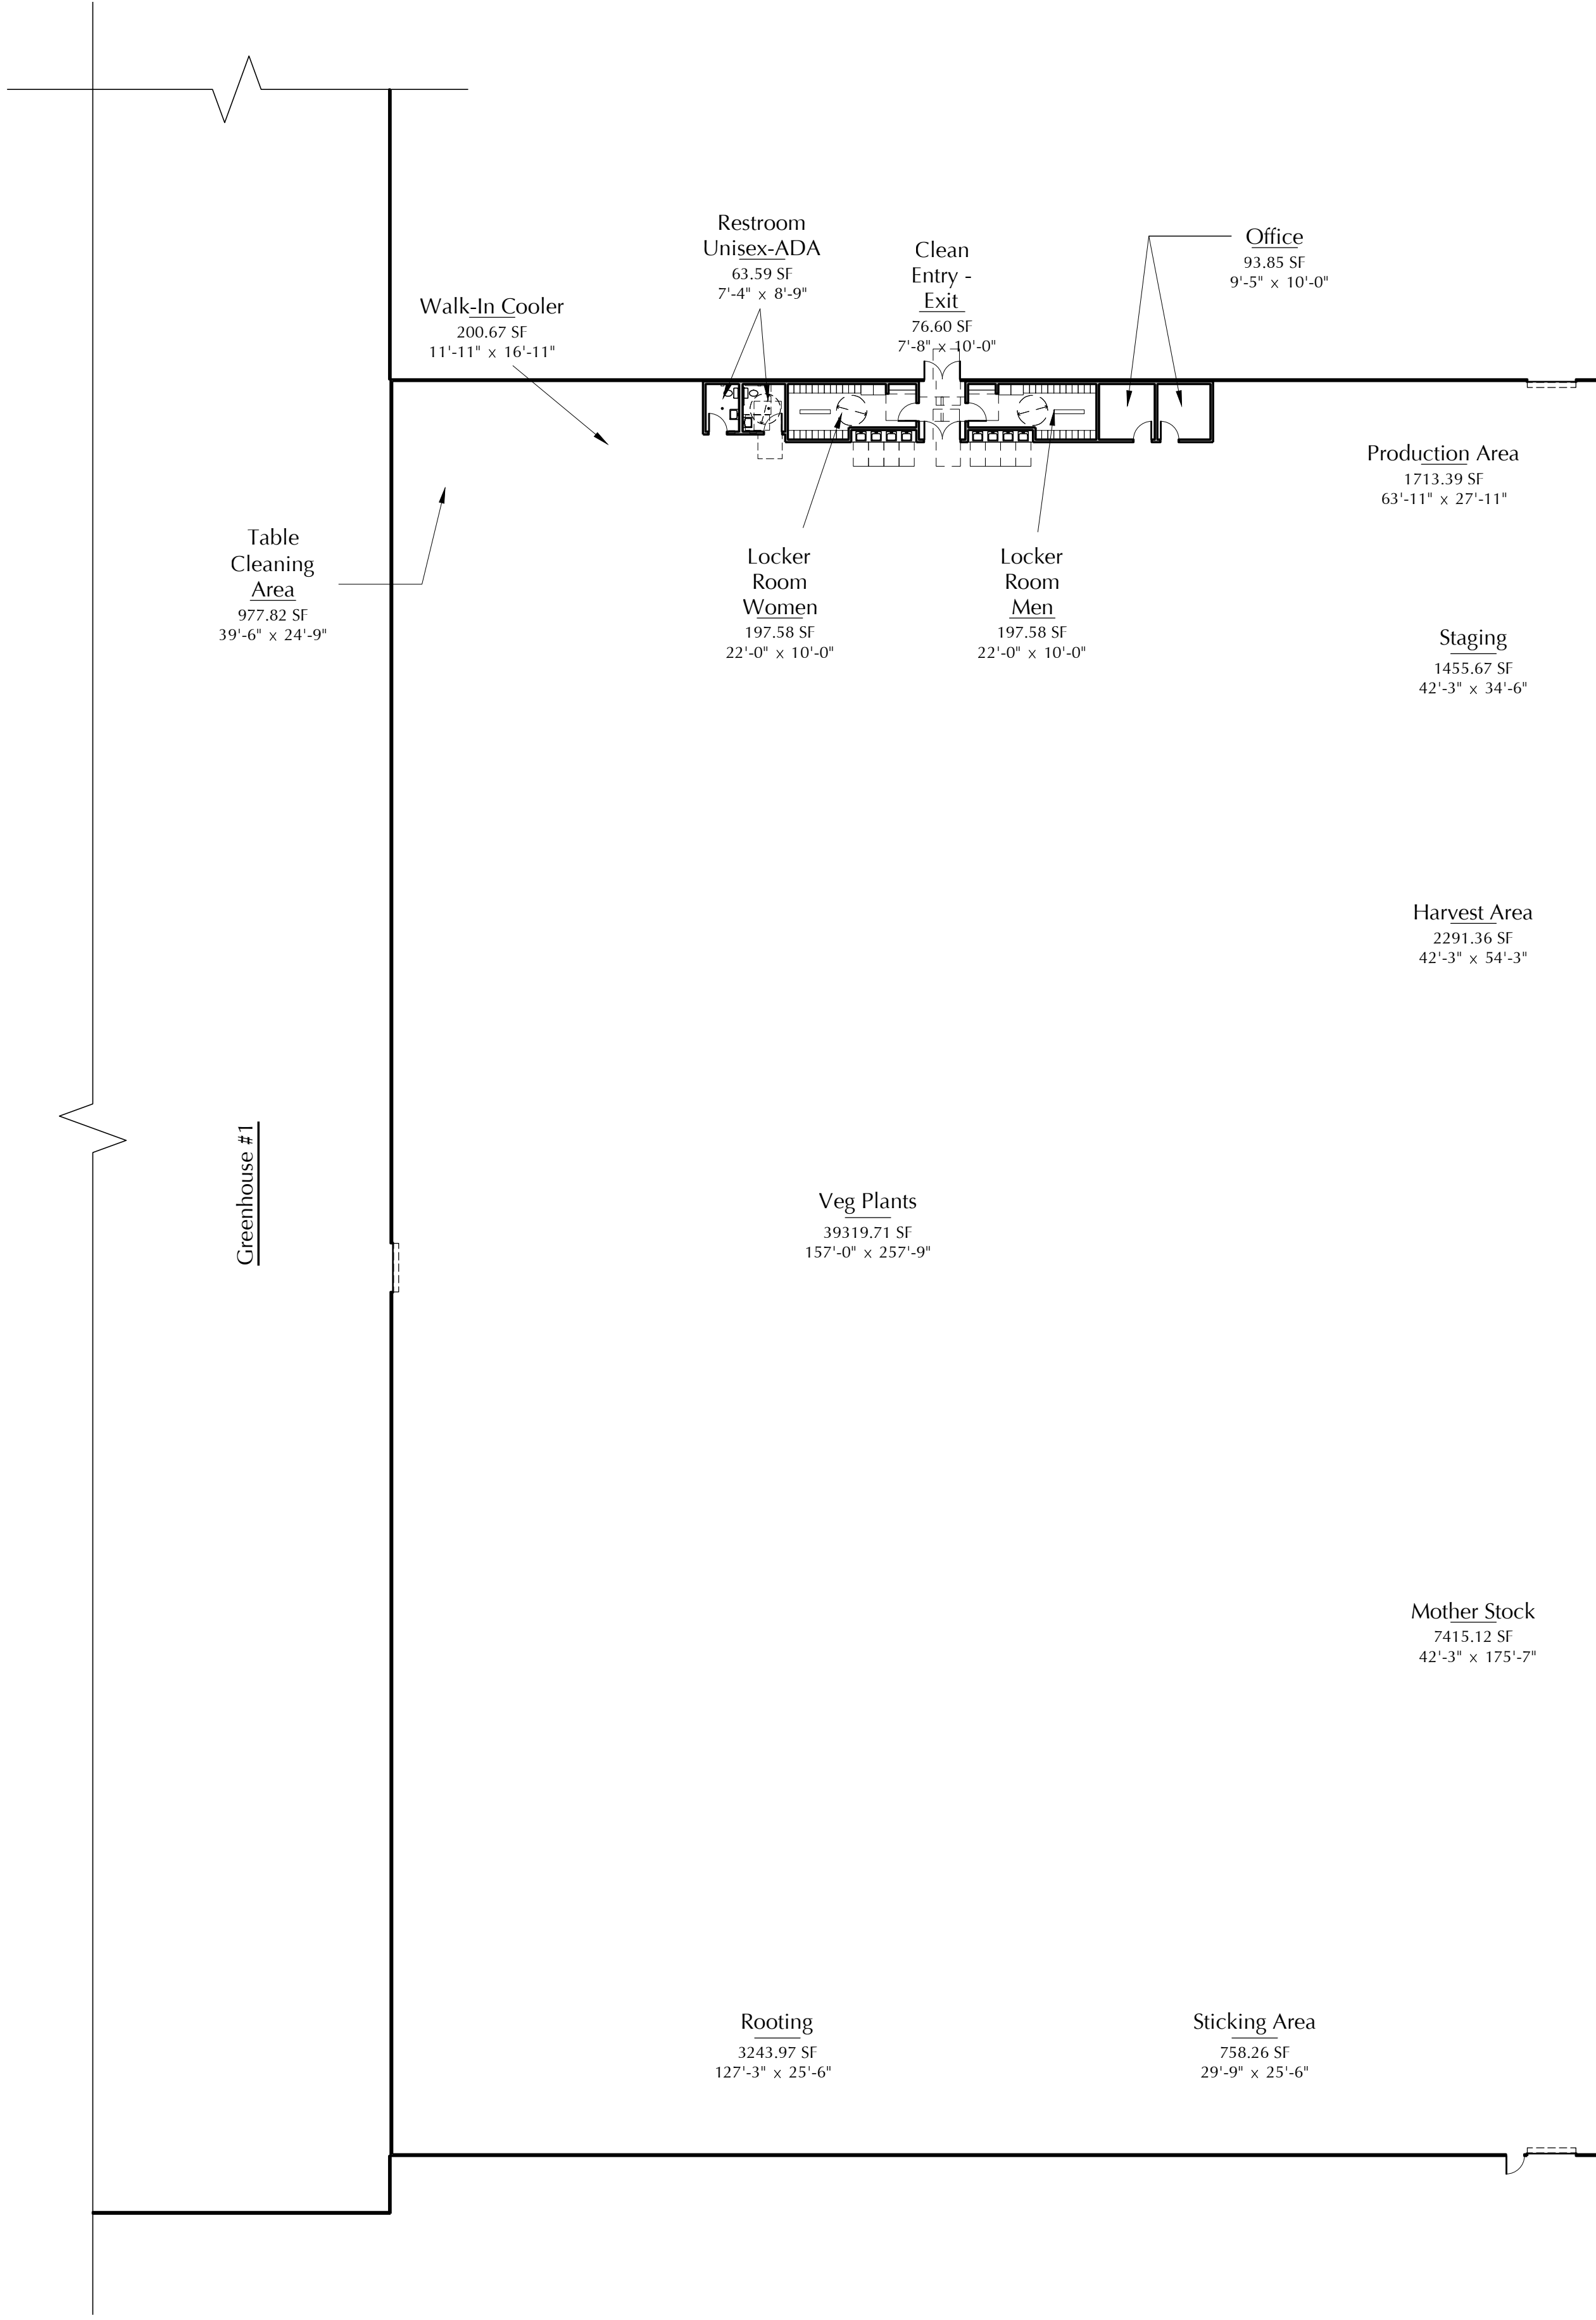 Restroom
Unisex-ADA
63.59 SF
7'-4" x 8'-9"
Clean
Entry -
Exit
76.60 SF
7'-8" x 10'-0"
Office
93.85 SF
9'-5" x 10'-0"
Walk-In Cooler
200.67 SF
11'-11" x 16'-11"
Production Area
1713.39 SF
63'-11" x 27'-11"
Table
Cleaning
Area
977.82 SF
39'-6" x 24'-9"
Locker
Room
Women
197.58 SF
22'-0" x 10'-0"
Locker
Room
Men
197.58 SF
22'-0" x 10'-0"
Staging
1455.67 SF
42'-3" x 34'-6"
Harvest Area
2291.36 SF
42'-3" x 54'-3"
Greenhouse #1
Veg Plants
39319.71 SF
157'-0" x 257'-9"
Mother Stock
7415.12 SF
42'-3" x 175'-7"
Rooting
3243.97 SF
127'-3" x 25'-6"
Sticking Area
758.26 SF
29'-9" x 25'-6"